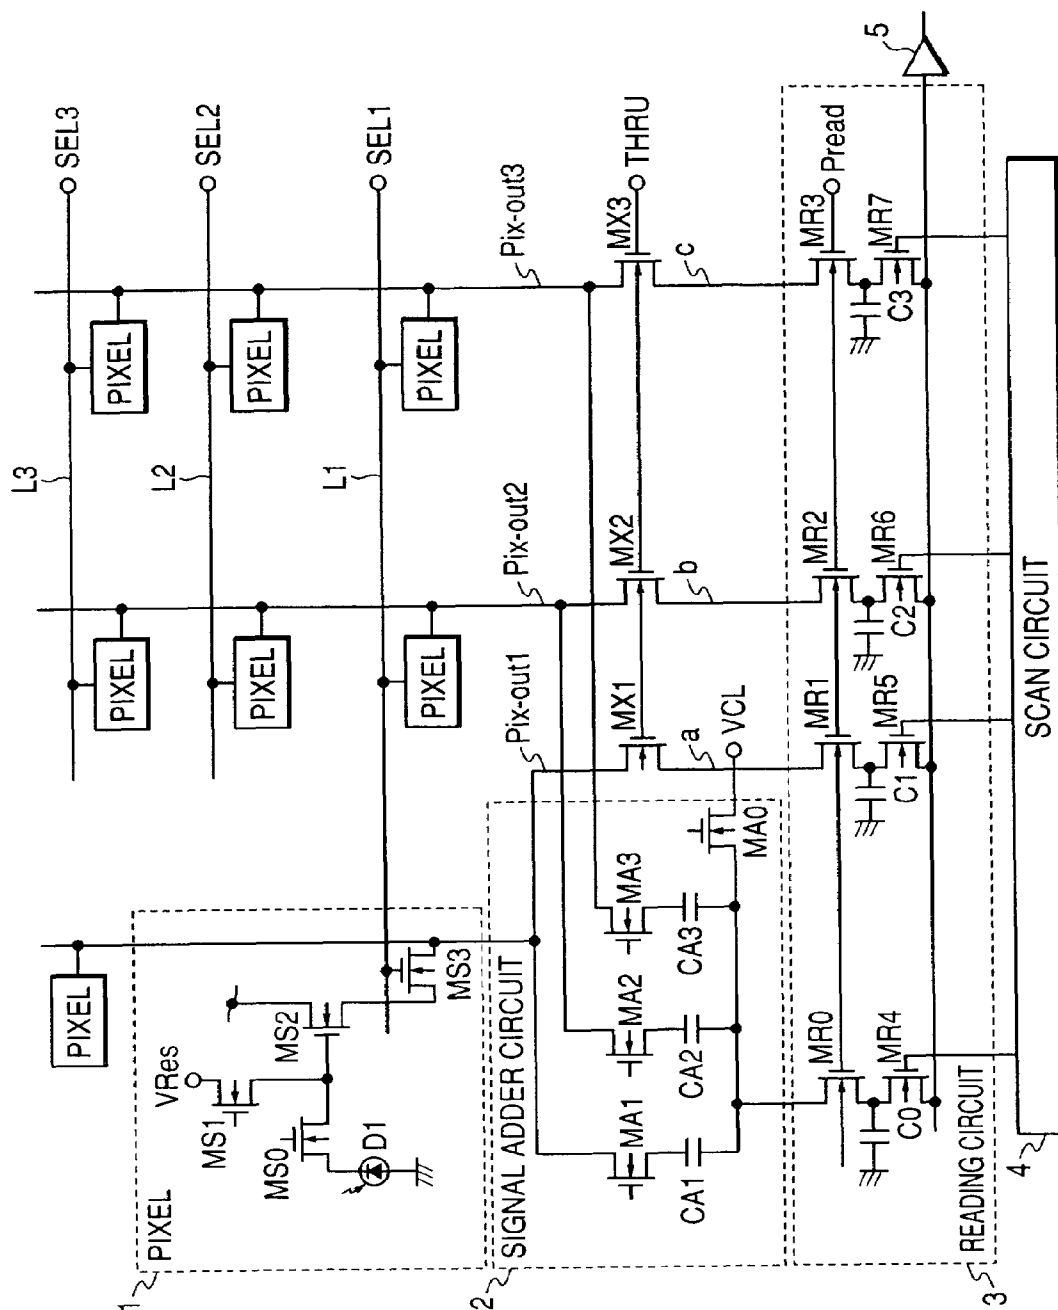 SEL3
SEL2
SEL1
L3
L2
L1
PIXEL
PIXEL
PIXEL
PIXEL
PIXEL
PIXEL
PIXEL
Pix-out3
Pix-out2
Pix-out1
1
PIXEL
VRes
MS1
MS0
MS2
MS3
D1
2
SIGNAL ADDER CIRCUIT
MA1
MA2
MA3
CA1
CA2
CA3
MA0
VCL
MX1
MX2
MX3
THRU
a
b
c
3
READING CIRCUIT
MR0
MR1
MR2
MR3
Pread
C0
MR4
C1
MR5
C2
MR6
C3
MR7
4
SCAN CIRCUIT
5